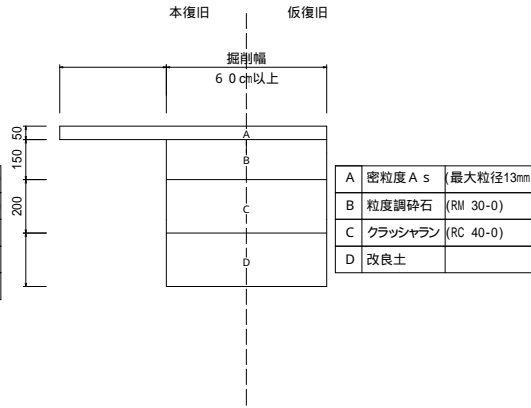 本復旧 仮復旧
掘削幅
60cm以上
50
150
200
A
B
C
D
A 密粒度As (最大粒径13mm
B 粒度調砕石 (RM 30-0)
C クラッシャラン (RC 40-0)
D 改良土